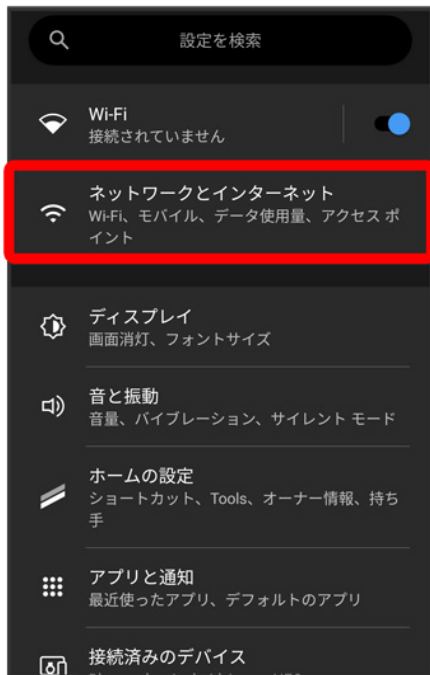 設定を検索
Wi-Fi
接続されていません
ネットワークとインターネット
Wi-Fi、モバイル、データ使用量、アクセス ポ
イント
ディスプレイ
画面消灯、フォントサイズ
音と振動
音量、バイブレーション、サイレント モード
ホームの設定
ショートカット、Tools、オーナー情報、持ち
手
アプリと通知
最近使ったアプリ、デフォルトのアプリ
接続済みのデバイス